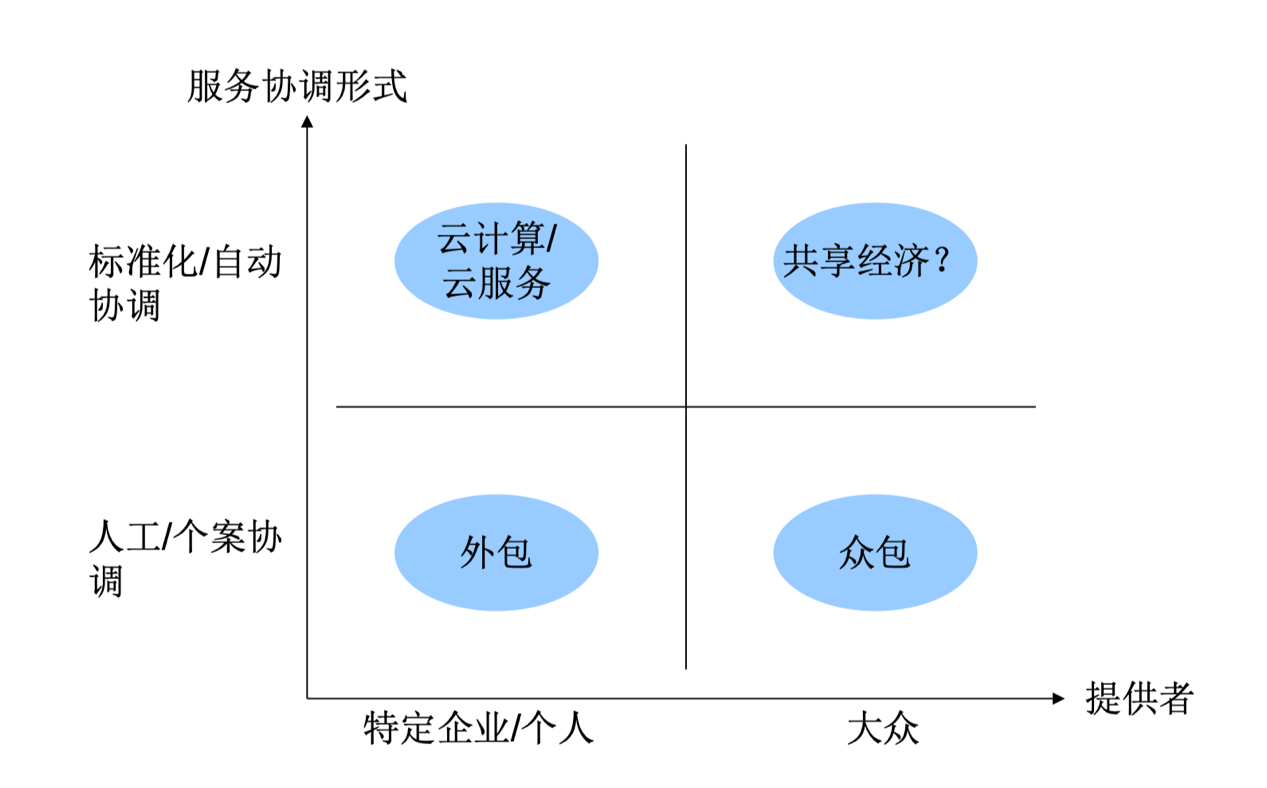 服务协调形式
标准化/自动
协调
云计算/
云服务
共享经济？
人工/个案协
调
外包
众包
特定企业/个人
大众
提供者